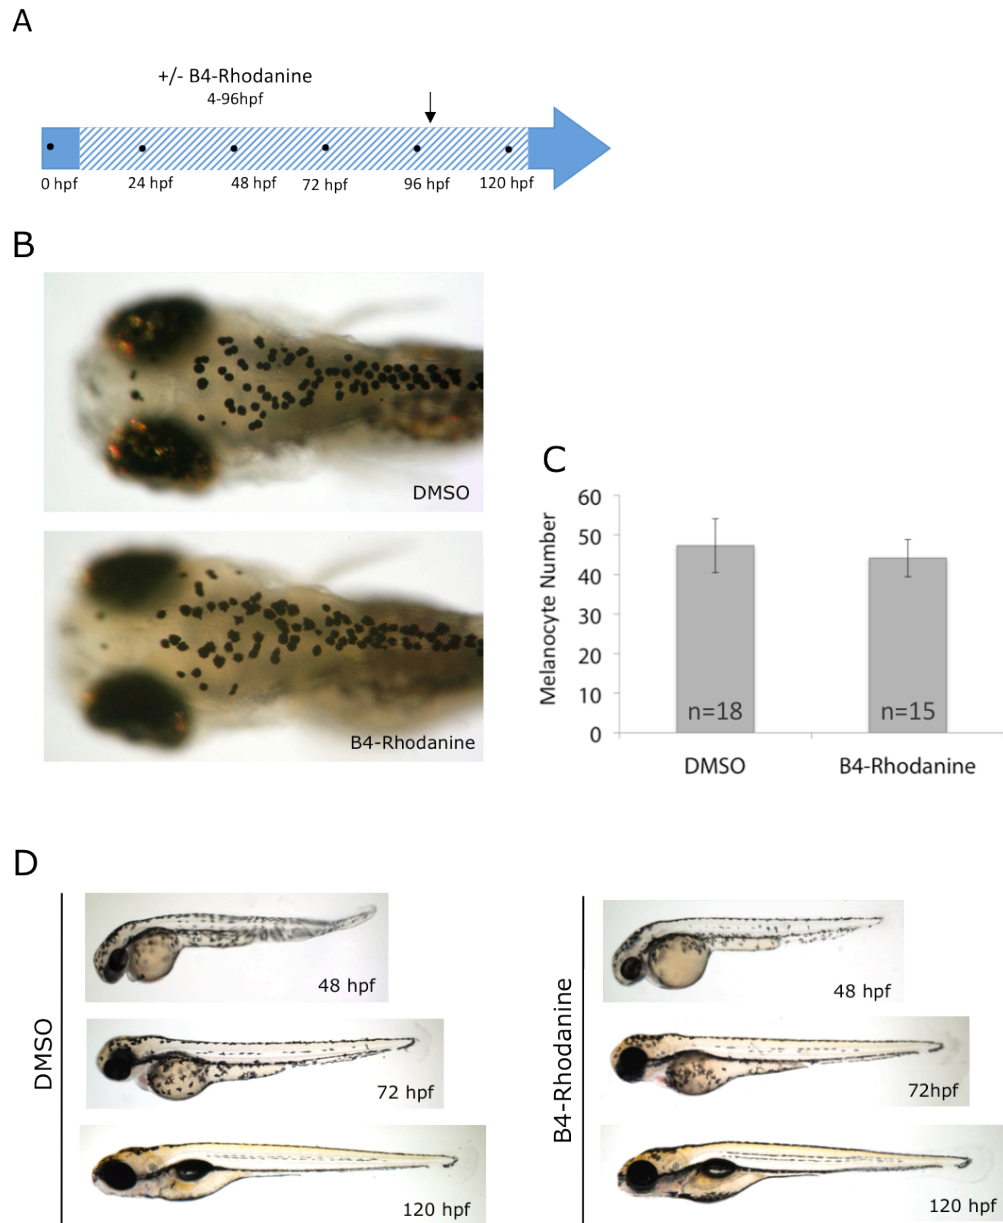 A
+/- B4-Rhodanine
4-96hpf
0 hpf
24 hpf
48 hpf
72 hpf
96 hpf
120 hpf
B
DMSO
B4-Rhodanine
C
Melanocyte Number
60
50
40
30
20
10
0
n=18
n=15
DMSO
B4-Rhodanine
D
DMSO
48 hpf
72 hpf
120 hpf
B4-Rhodanine
48 hpf
72hpf
120 hpf